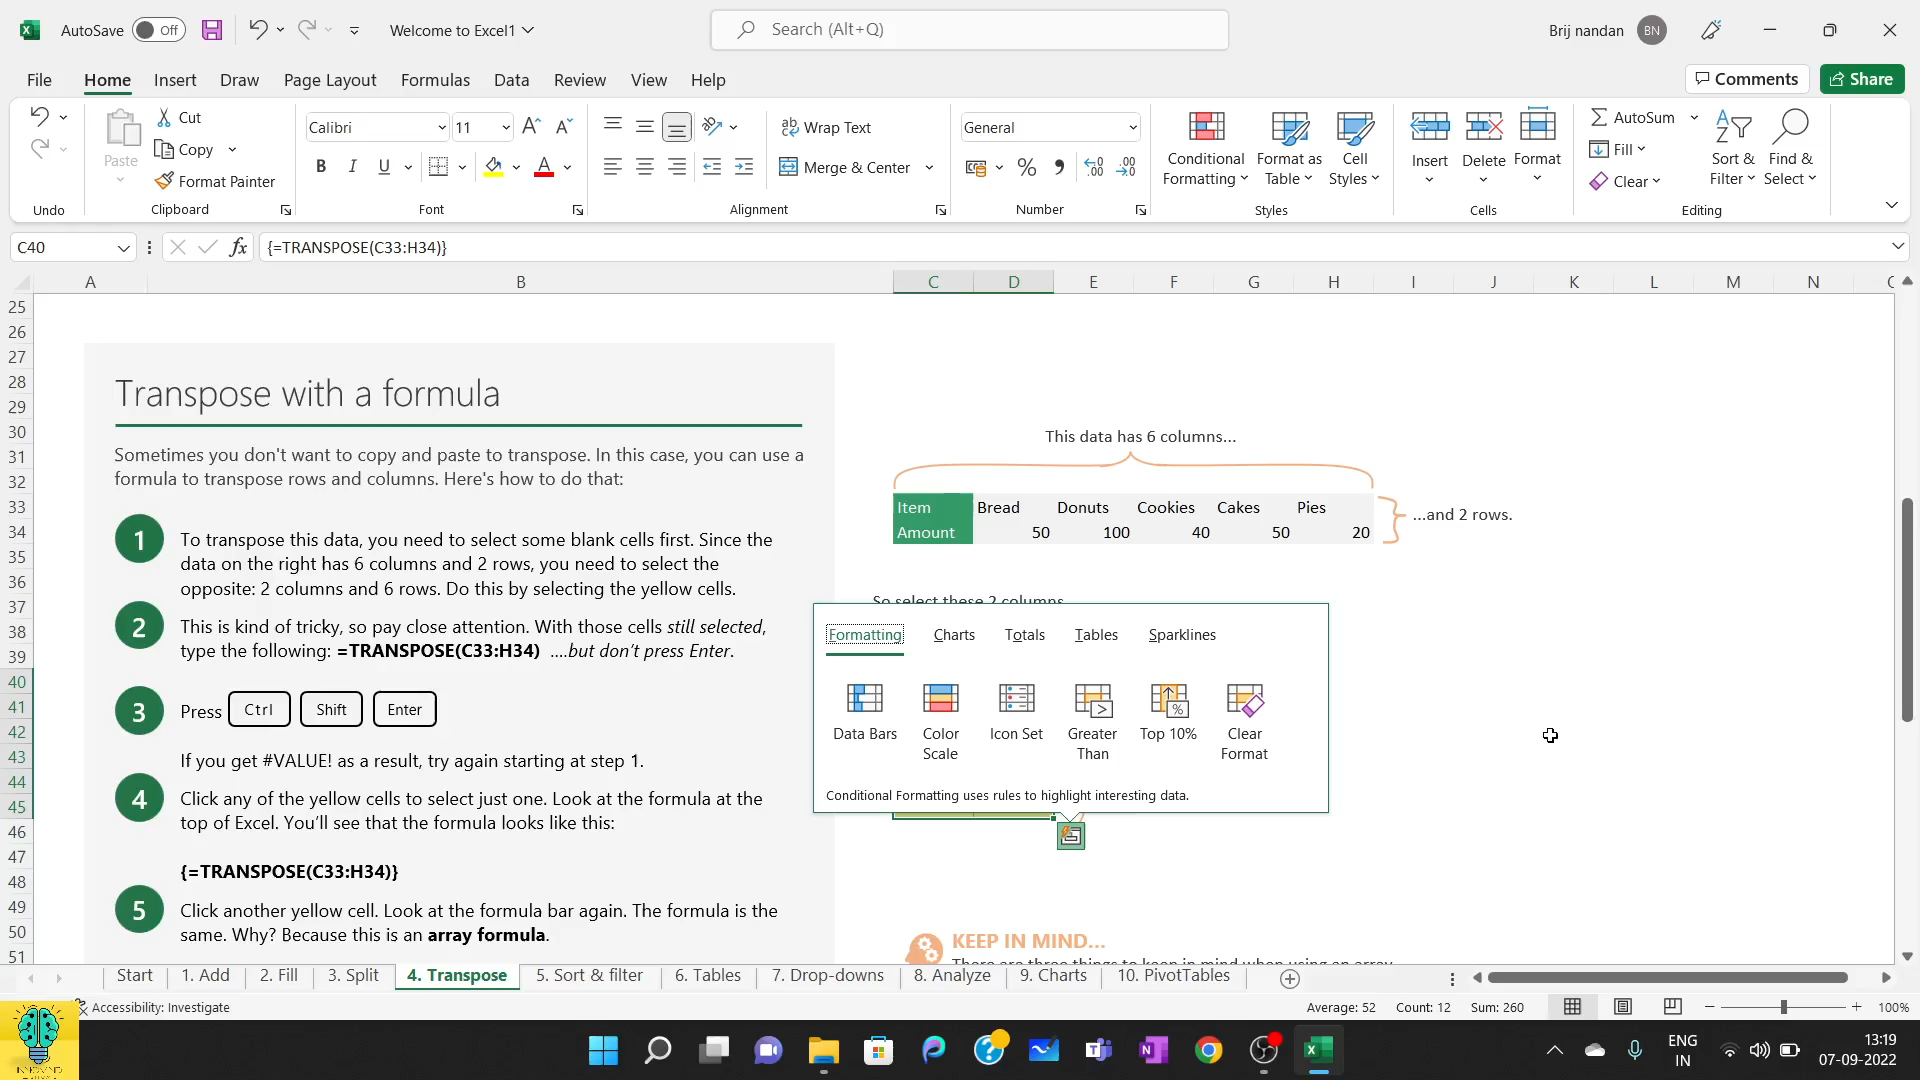 AutoSave Off Welcome to Excel1 Search (Alt+Q) Brij nandan BN
File Home Insert Draw Page Layout Formulas Data Review View Help Comments Share
Paste Cut Copy Format Painter
Calibri 11
B I U A
Wrap Text Merge & Center
General
Conditional Formatting Format as Table Cell Styles
Insert Delete Format
AutoSum Fill Clear
Sort & Filter Find & Select
Undo Clipboard Font Alignment Number Styles Cells Editing
C40 fx {=TRANSPOSE(C33:H34)}
A B C D E F G H I J K L M N
25
26
27
28
29
30
31
32
33
34
35
36
37
38
39
40
41
42
43
44
45
46
47
48
49
50
51
Transpose with a formula
Sometimes you don't want to copy and paste to transpose. In this case, you can use a
formula to transpose rows and columns. Here's how to do that:
1 To transpose this data, you need to select some blank cells first. Since the
data on the right has 6 columns and 2 rows, you need to select the
opposite: 2 columns and 6 rows. Do this by selecting the yellow cells.
2 This is kind of tricky, so pay close attention. With those cells still selected,
type the following: =TRANSPOSE(C33:H34) ....but don't press Enter.
3 Press Ctrl Shift Enter
If you get #VALUE! as a result, try again starting at step 1.
4 Click any of the yellow cells to select just one. Look at the formula at the
top of Excel. You'll see that the formula looks like this:
{=TRANSPOSE(C33:H34)}
5 Click another yellow cell. Look at the formula bar again. The formula is the
same. Why? Because this is an array formula.
This data has 6 columns...
Item Bread Donuts Cookies Cakes Pies
Amount 50 100 40 50 20
...and 2 rows.
So select these 2 columns
Formatting Charts Totals Tables Sparklines
Data Bars Color Scale Icon Set Greater Than Top 10% Clear Format
Conditional Formatting uses rules to highlight interesting data.
KEEP IN MIND...
There are three things to keep in mind when using an array
Start 1. Add 2. Fill 3. Split 4. Transpose 5. Sort & filter 6. Tables 7. Drop-downs 8. Analyze 9. Charts 10. PivotTables
Accessibility: Investigate Average: 52 Count: 12 Sum: 260 100%
ENG
IN
13:19
07-09-2022